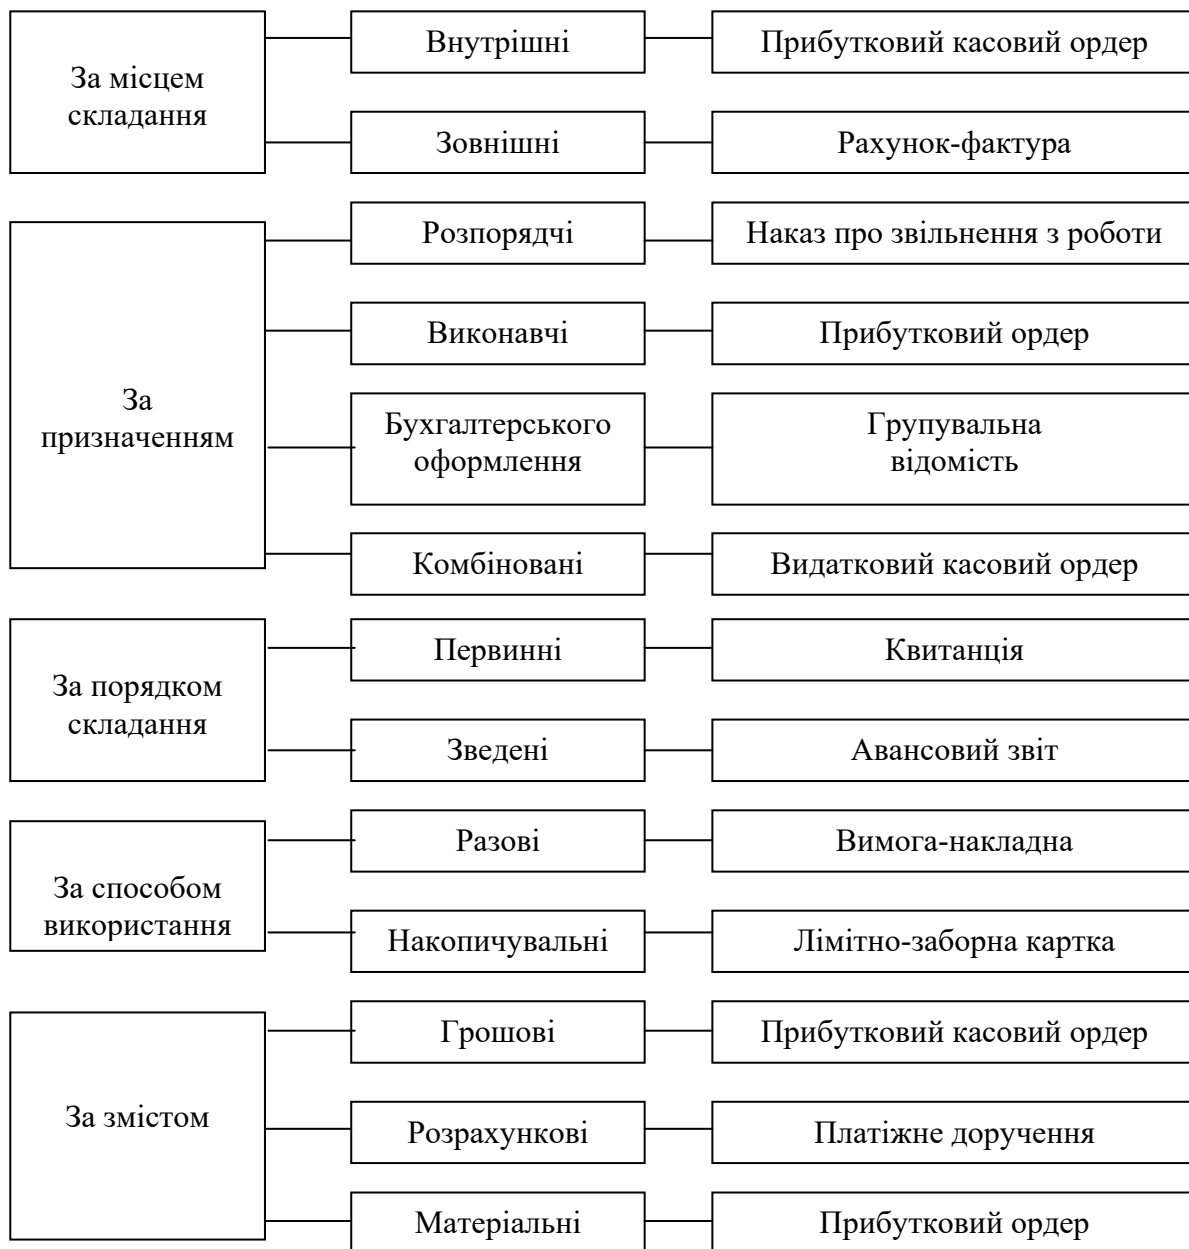 За місцем
складання
Внутрішні
Прибутковий касовий ордер
Зовнішні
Рахунок-фактура
За
призначенням
Розпорядчі
Наказ про звільнення з роботи
Виконавчі
Прибутковий ордер
Бухгалтерського
оформлення
Групувальна
відомість
Комбіновані
Видатковий касовий ордер
За порядком
складання
Первинні
Квитанція
Зведені
Авансовий звіт
За способом
використання
Разові
Вимога-накладна
Накопичувальні
Лімітно-заборна картка
За змістом
Грошові
Прибутковий касовий ордер
Розрахункові
Платіжне доручення
Матеріальні
Прибутковий ордер